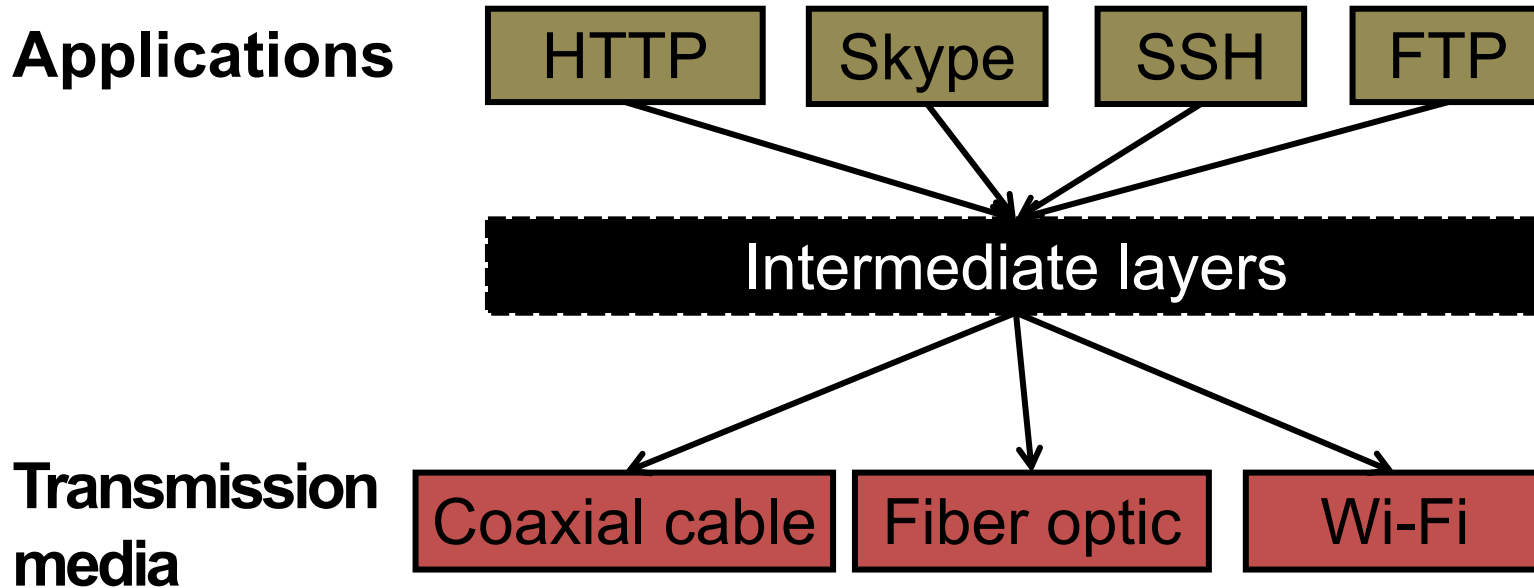 Applications
HTTP
Skype
SSH
FTP
Intermediate layers
Transmission
media
Coaxial cable
Fiber optic
Wi-Fi